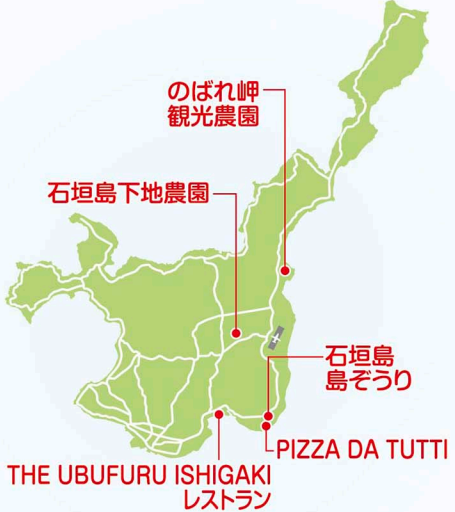 のばれ岬
観光農園
石垣島下地農園
石垣島
島ぞうり
PIZZA DA TUTTI
THE UBUFURU ISHIGAKI
レストラン